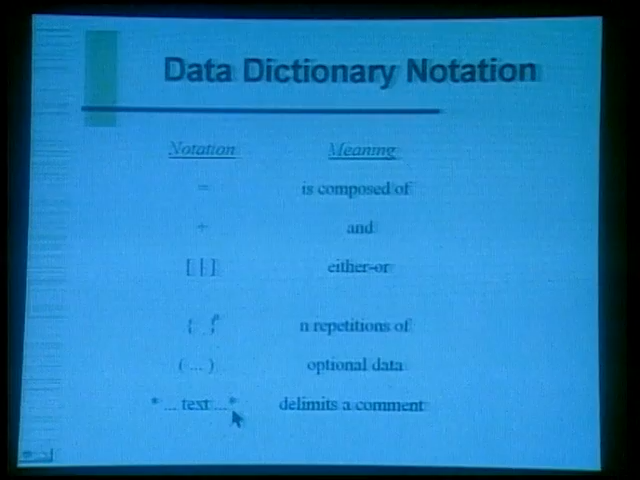 Data Dictionary Notation
Notation Meaning
= is composed of
+ and
[ | ] either-or
{ }ⁿ n repetitions of
( ... ) optional data
* ... text ...* delimits a comment